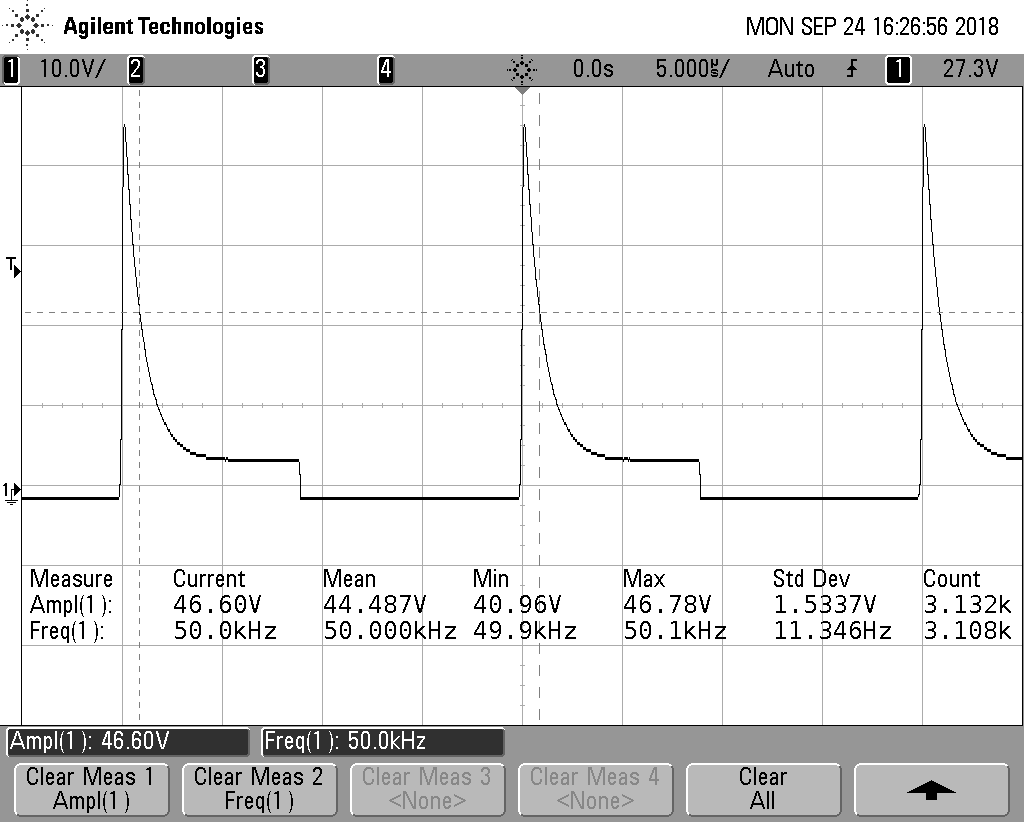 Agilent Technologies MON SEP 24 16:26:56 2018
1 10.0V/ 2 3 4 0.0s 5.000µs/ Auto 1 27.3V
T
1
Measure Current Mean Min Max Std Dev Count
Ampl(1): 46.60V 44.487V 40.96V 46.78V 1.5337V 3.132k
Freq(1): 50.0kHz 50.000kHz 49.9kHz 50.1kHz 11.346Hz 3.108k
Ampl(1): 46.60V Freq(1): 50.0kHz
Clear Meas 1 Clear Meas 2 Clear Meas 3 Clear Meas 4 Clear
Ampl(1) Freq(1) <None> <None> All